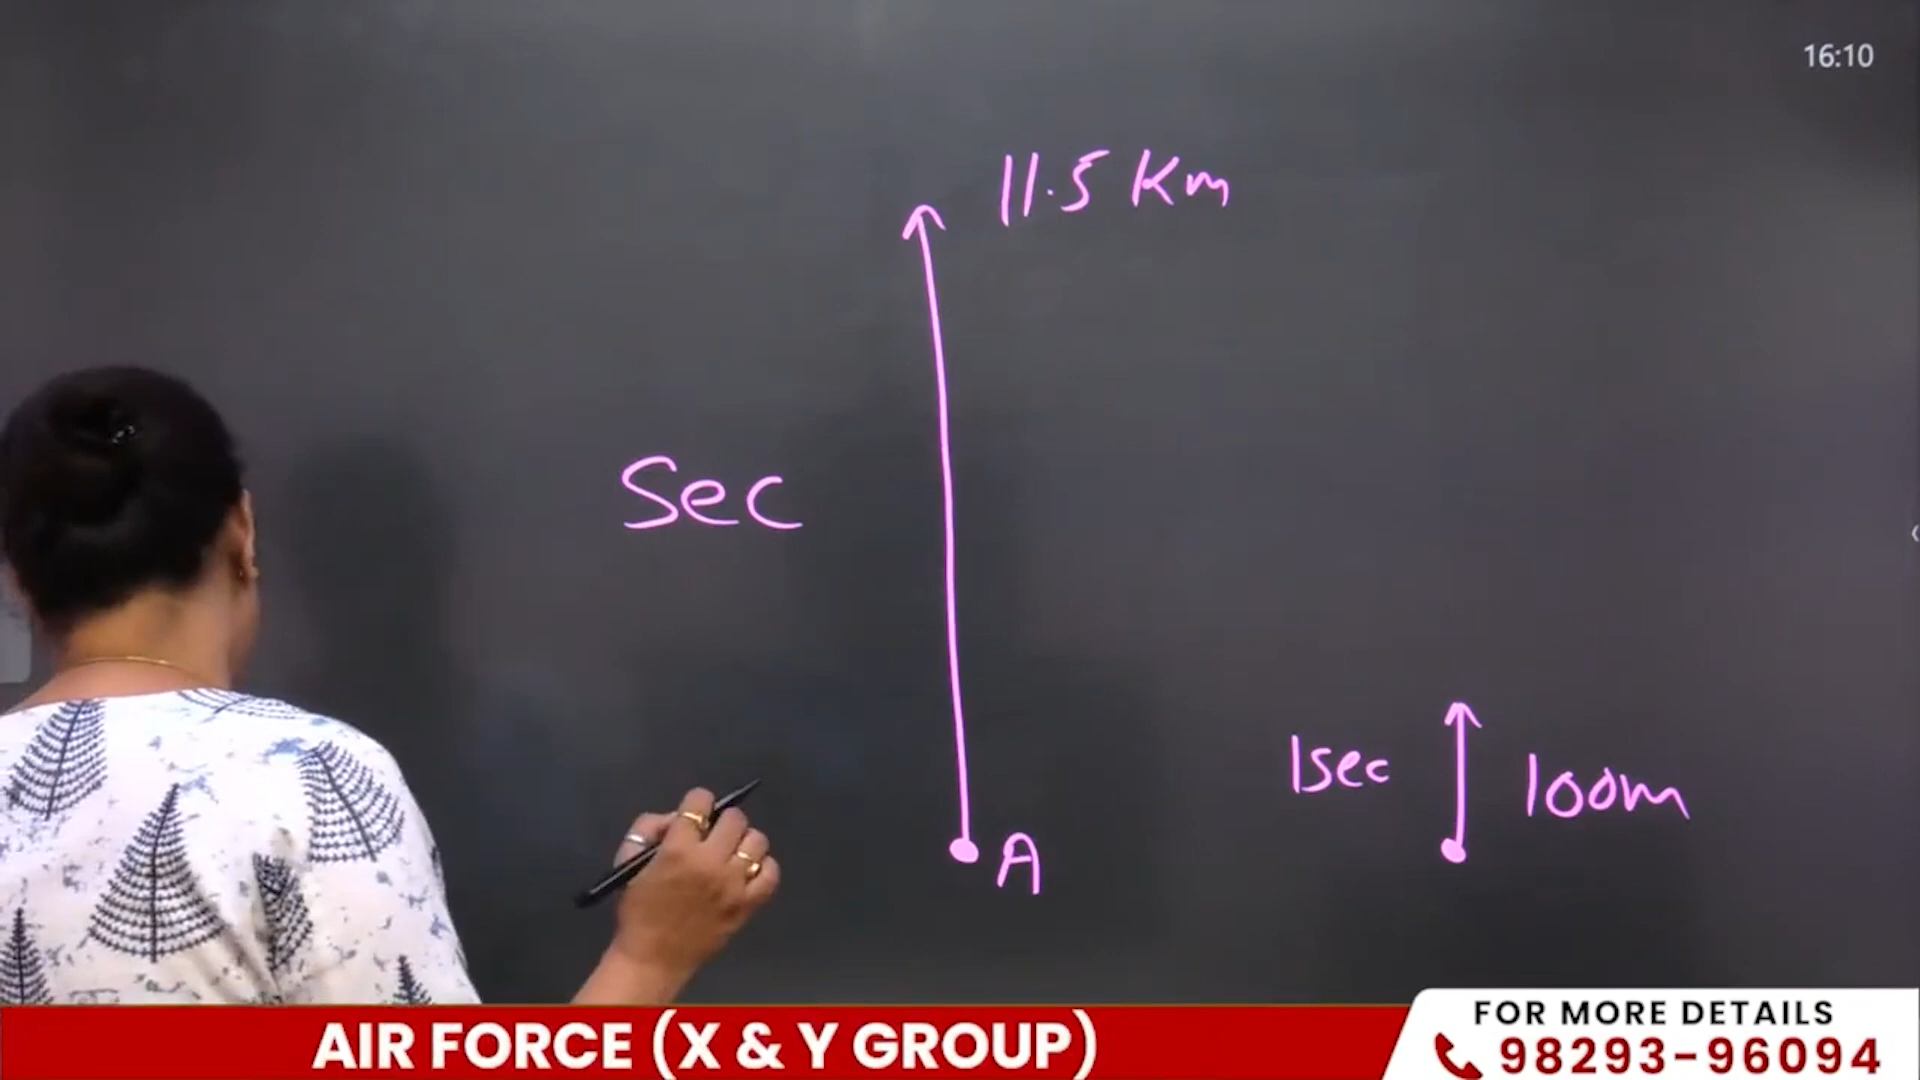 16:10
11.5 Km
Sec
1sec
100m
A
AIR FORCE (X & Y GROUP)
FOR MORE DETAILS
98293-96094